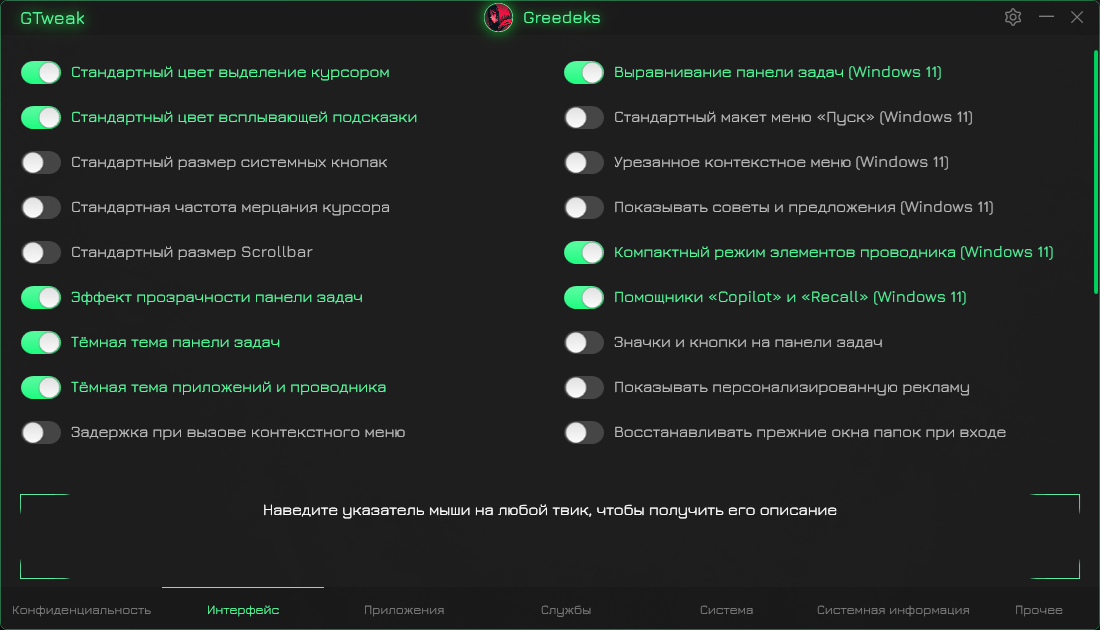 GTweak
Greedeks
Стандартный цвет выделение курсором
Выравнивание панели задач (Windows 11)
Стандартный цвет всплывающей подсказки
Стандартный макет меню «Пуск» (Windows 11)
Стандартный размер системных кнопак
Урезанное контекстное меню (Windows 11)
Стандартная частота мерцания курсора
Показывать советы и предложения (Windows 11)
Стандартный размер Scrollbar
Компактный режим элементов проводника (Windows 11)
Эффект прозрачности панели задач
Помощники «Copilot» и «Recall» (Windows 11)
Тёмная тема панели задач
Значки и кнопки на панели задач
Тёмная тема приложений и проводника
Показывать персонализированную рекламу
Задержка при вызове контекстного меню
Восстанавливать прежние окна папок при входе
Наведите указатель мыши на любой твик, чтобы получить его описание
Конфиденциальность
Интерфейс
Приложения
Службы
Система
Системная информация
Прочее